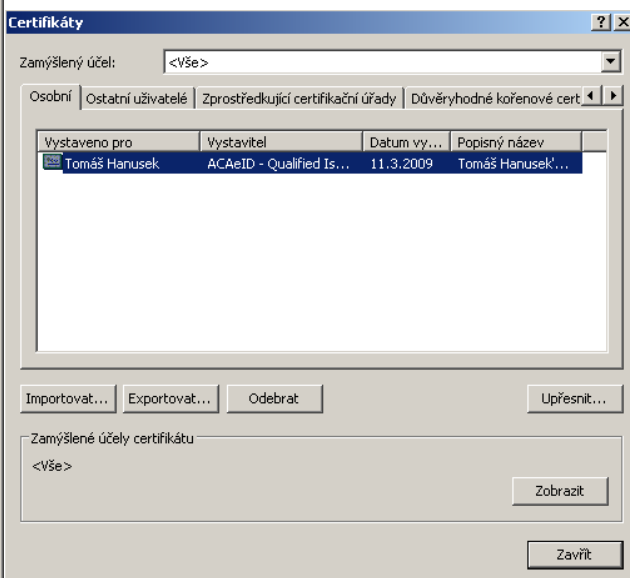 Certifikáty
Zamýšlený účel: <Vše>
Osobní Ostatní uživatelé Zprostředkující certifikační úřady Důvěryhodné kořenové cert
Vystaveno pro Vystavitel Datum vy... Popisný název
Tomáš Hanusek ACAeID - Qualified Is... 11.3.2009 Tomáš Hanusek'...
Importovat... Exportovat... Odebrat Upřesnit...
Zamýšlené účely certifikátu
<Vše>
Zobrazit
Zavřít